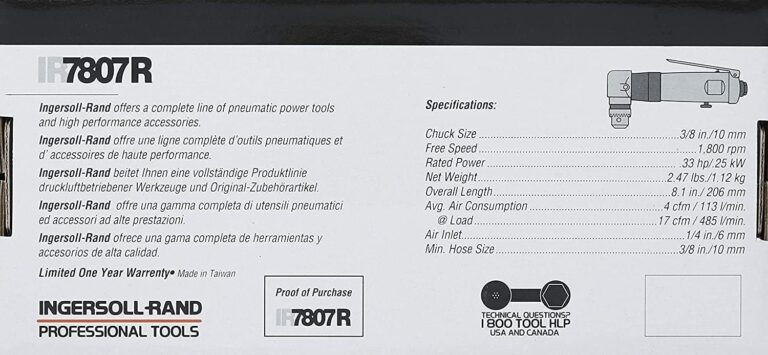 IR7807R
Ingersoll-Rand offers a complete line of pneumatic power tools
and high performance accessories.
Ingersoll-Rand offre une ligne complète d'outils pneumatiques et
d' accessoires de haute performance.
Ingersoll-Rand beitet Ihnen eine vollständige Produktlinie
druckluftbetriebener Werkzeuge und Original-Zubehörartikel.
Ingersoll-Rand offre una gamma completa di utensili pneumatici
ed accessori ad alte prestazioni.
Ingersoll-Rand ofrece una gama completa de herramientas y
accesorios de alta calidad.
Limited One Year Warrenty• Made in Taiwan
INGERSOLL-RAND
PROFESSIONAL TOOLS
Proof of Purchase
IR7807R
Specifications:
Chuck Size 3/8 in./10 mm
Free Speed 1,800 rpm
Rated Power .33 hp/.25 kW
Net Weight 2.47 lbs./1.12 kg
Overall Length 8.1 in./ 206 mm
Avg. Air Consumption 4 cfm / 113 l/min.
@ Load 17 cfm / 485 l/min.
Air Inlet 1/4 in./6 mm
Min. Hose Size 3/8 in./10 mm
TECHNICAL QUESTIONS?
1 800 TOOL HLP
USA AND CANADA